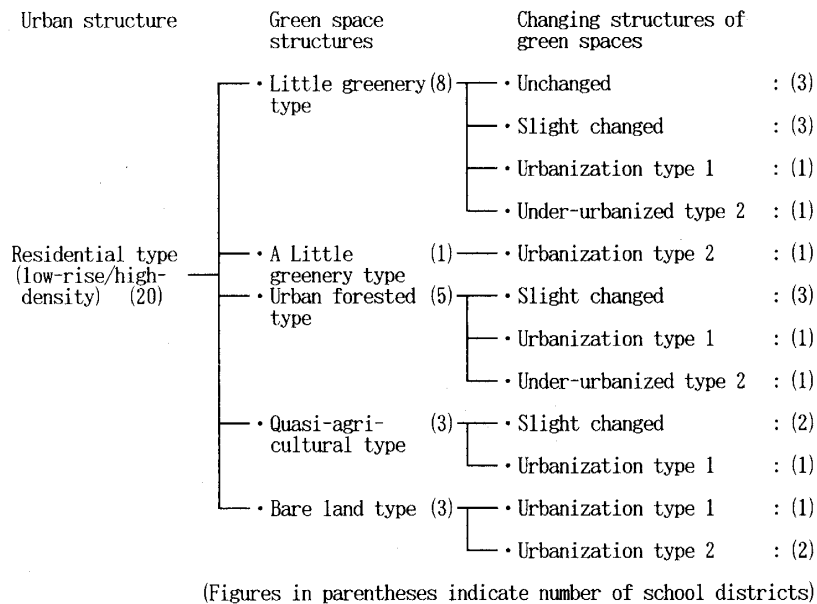 Urban structure Green space structures Changing structures of green spaces
· Little greenery type (8) · Unchanged : (3)
· Slight changed : (3)
· Urbanization type 1 : (1)
· Under-urbanized type 2 : (1)
Residential type (low-rise/high-density) (20)
· A Little greenery type (1) · Urbanization type 2 : (1)
· Urban forested type (5) · Slight changed : (3)
· Urbanization type 1 : (1)
· Under-urbanized type 2 : (1)
· Quasi-agri-cultural type (3) · Slight changed : (2)
· Urbanization type 1 : (1)
· Bare land type (3) · Urbanization type 1 : (1)
· Urbanization type 2 : (2)
(Figures in parentheses indicate number of school districts)